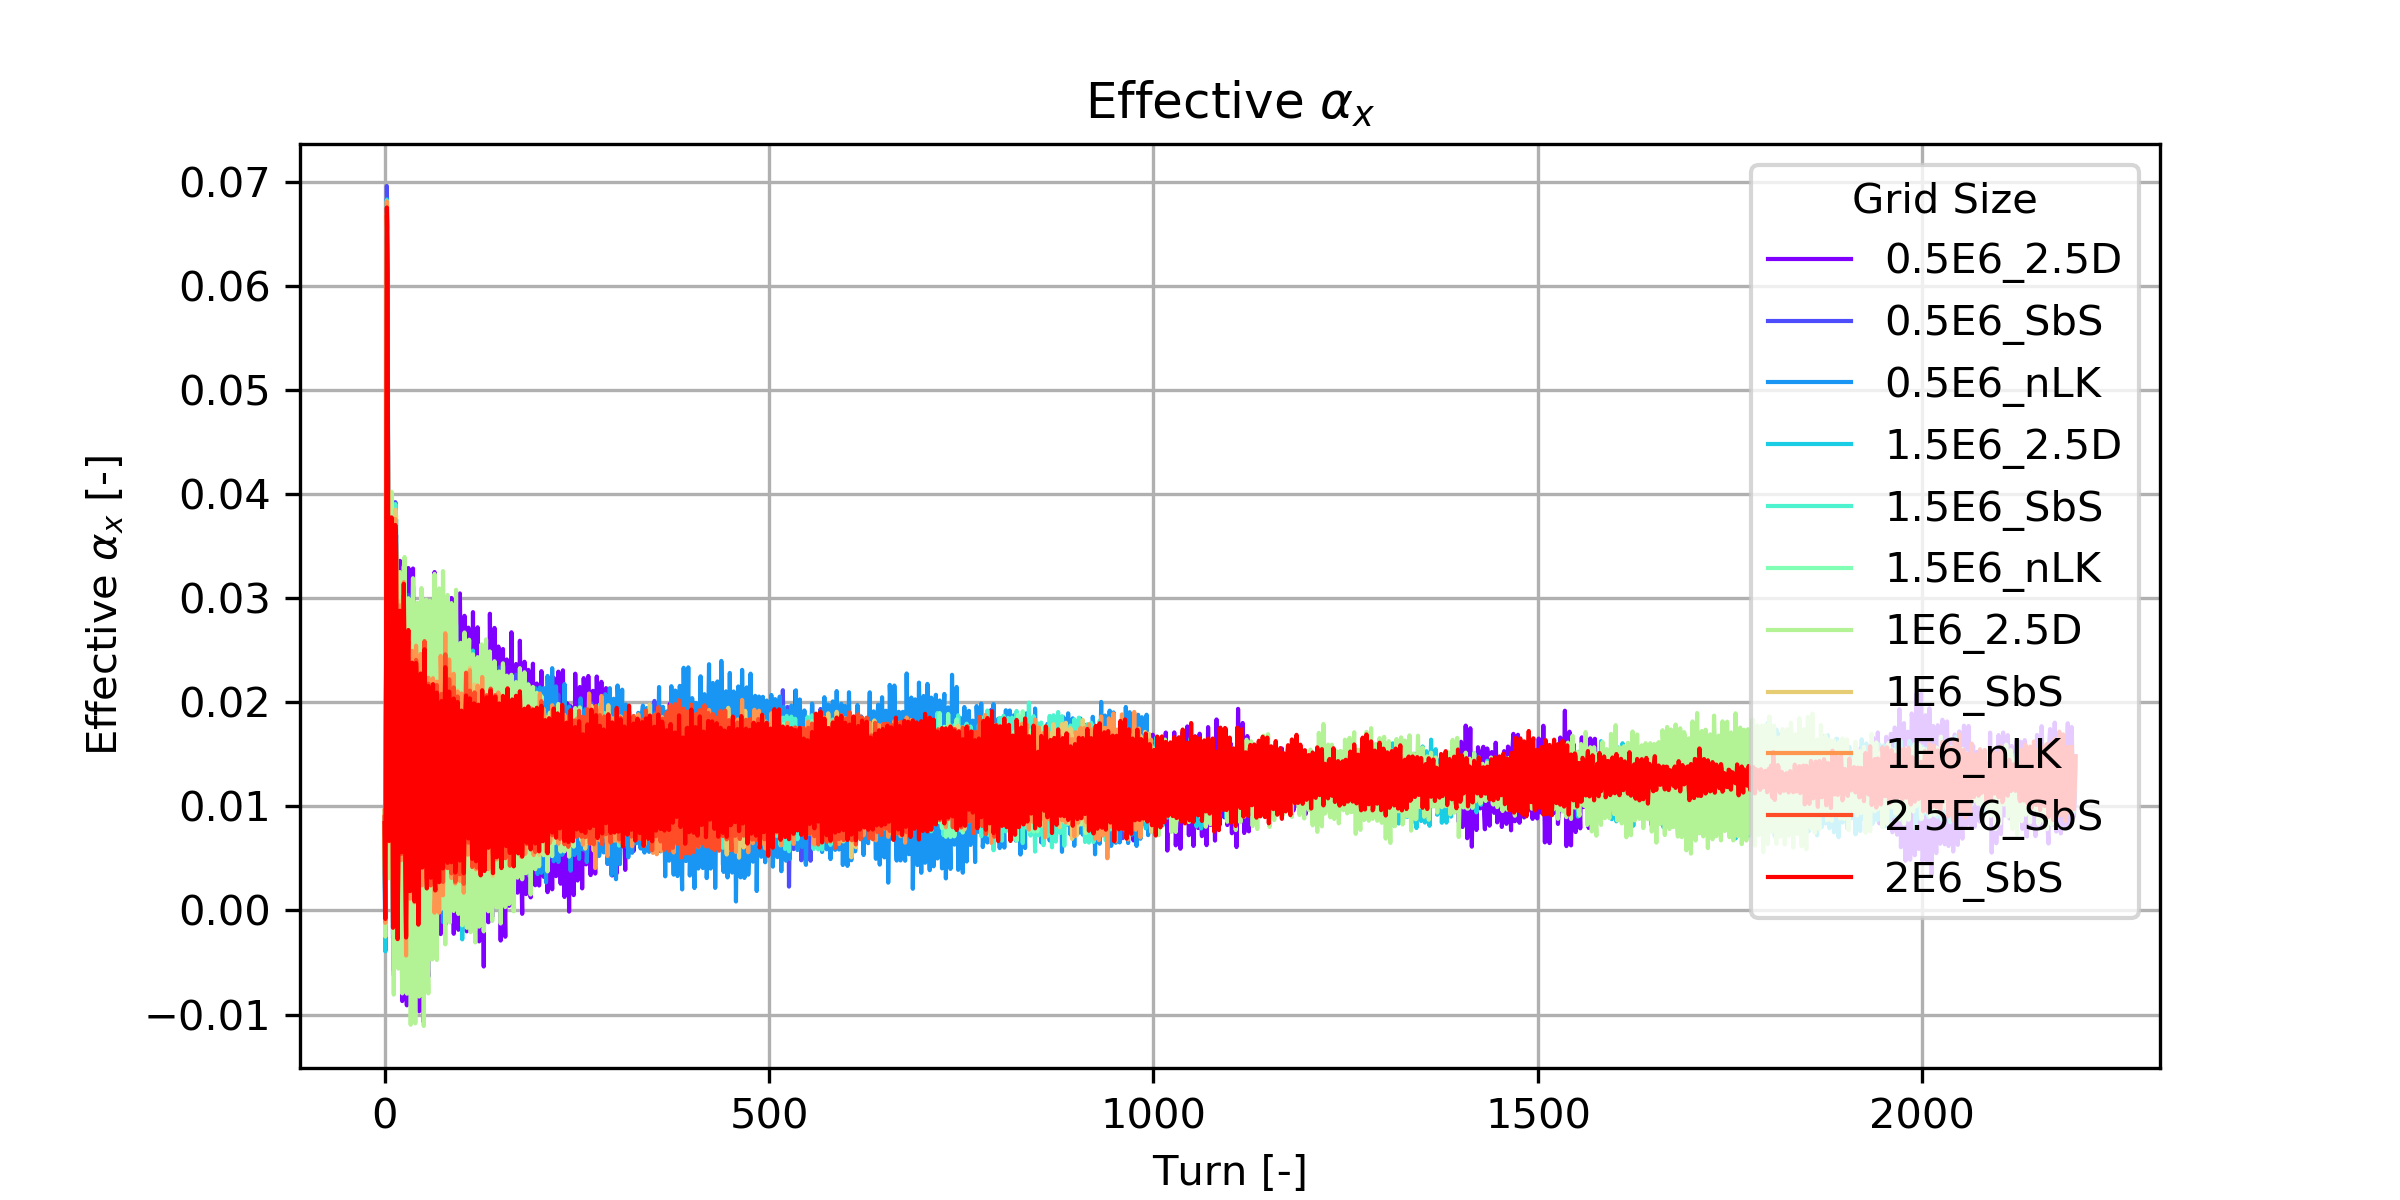 Effective αₓ
Effective αₓ [-]
0.07
0.06
0.05
0.04
0.03
0.02
0.01
0.00
−0.01
0
500
1000
1500
2000
Turn [-]
Grid Size
0.5E6_2.5D
0.5E6_SbS
0.5E6_nLK
1.5E6_2.5D
1.5E6_SbS
1.5E6_nLK
1E6_2.5D
1E6_SbS
1E6_nLK
2.5E6_SbS
2E6_SbS